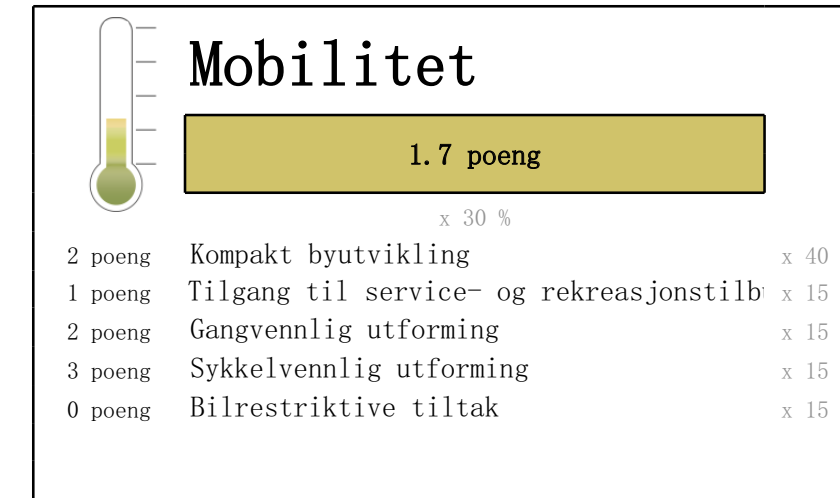 Mobilitet
1.7 poeng
x 30 %
2 poeng Kompakt byutvikling x 40
1 poeng Tilgang til service- og rekreasjonstilb x 15
2 poeng Gangvennlig utforming x 15
3 poeng Sykkelvennlig utforming x 15
0 poeng Bilrestriktive tiltak x 15